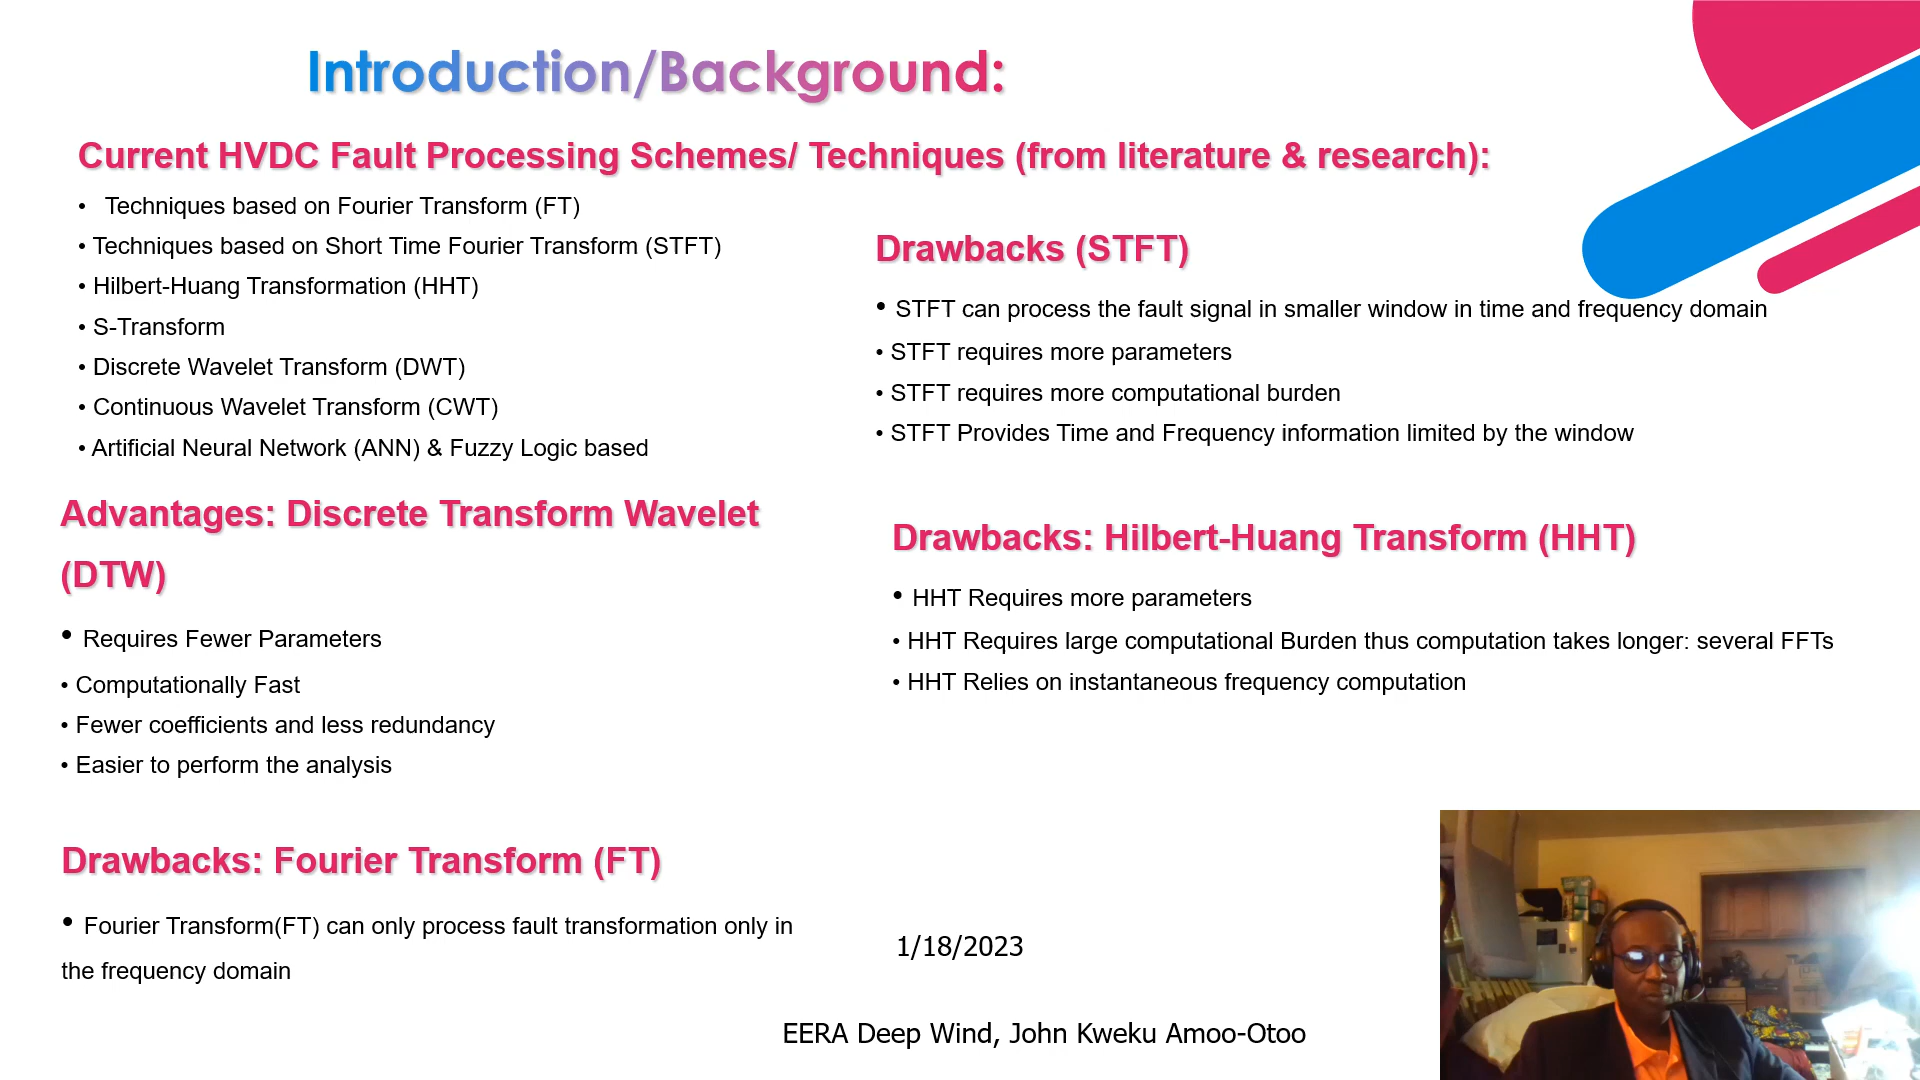 Introduction/Background:
Current HVDC Fault Processing Schemes/ Techniques (from literature & research):
• Techniques based on Fourier Transform (FT)
• Techniques based on Short Time Fourier Transform (STFT)
• Hilbert-Huang Transformation (HHT)
• S-Transform
• Discrete Wavelet Transform (DWT)
• Continuous Wavelet Transform (CWT)
• Artificial Neural Network (ANN) & Fuzzy Logic based
Advantages: Discrete Transform Wavelet
(DTW)
• Requires Fewer Parameters
• Computationally Fast
• Fewer coefficients and less redundancy
• Easier to perform the analysis
Drawbacks: Fourier Transform (FT)
• Fourier Transform(FT) can only process fault transformation only in
the frequency domain
Drawbacks (STFT)
• STFT can process the fault signal in smaller window in time and frequency domain
• STFT requires more parameters
• STFT requires more computational burden
• STFT Provides Time and Frequency information limited by the window
Drawbacks: Hilbert-Huang Transform (HHT)
• HHT Requires more parameters
• HHT Requires large computational Burden thus computation takes longer: several FFTs
• HHT Relies on instantaneous frequency computation
1/18/2023
EERA Deep Wind, John Kweku Amoo-Otoo